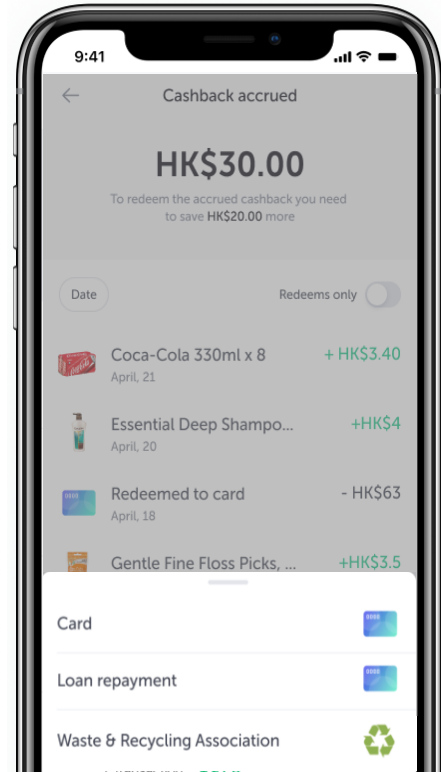 9:41
Cashback accrued
HK$30.00
To redeem the accrued cashback you need
to save HK$20.00 more
Date
Redeems only
Coca-Cola 330ml x 8
+ HK$3.40
April, 21
Essential Deep Shampo...
+HK$4
April, 20
Redeemed to card
- HK$63
April, 18
Gentle Fine Floss Picks, ...
+HK$3.5
Card
Loan repayment
Waste & Recycling Association